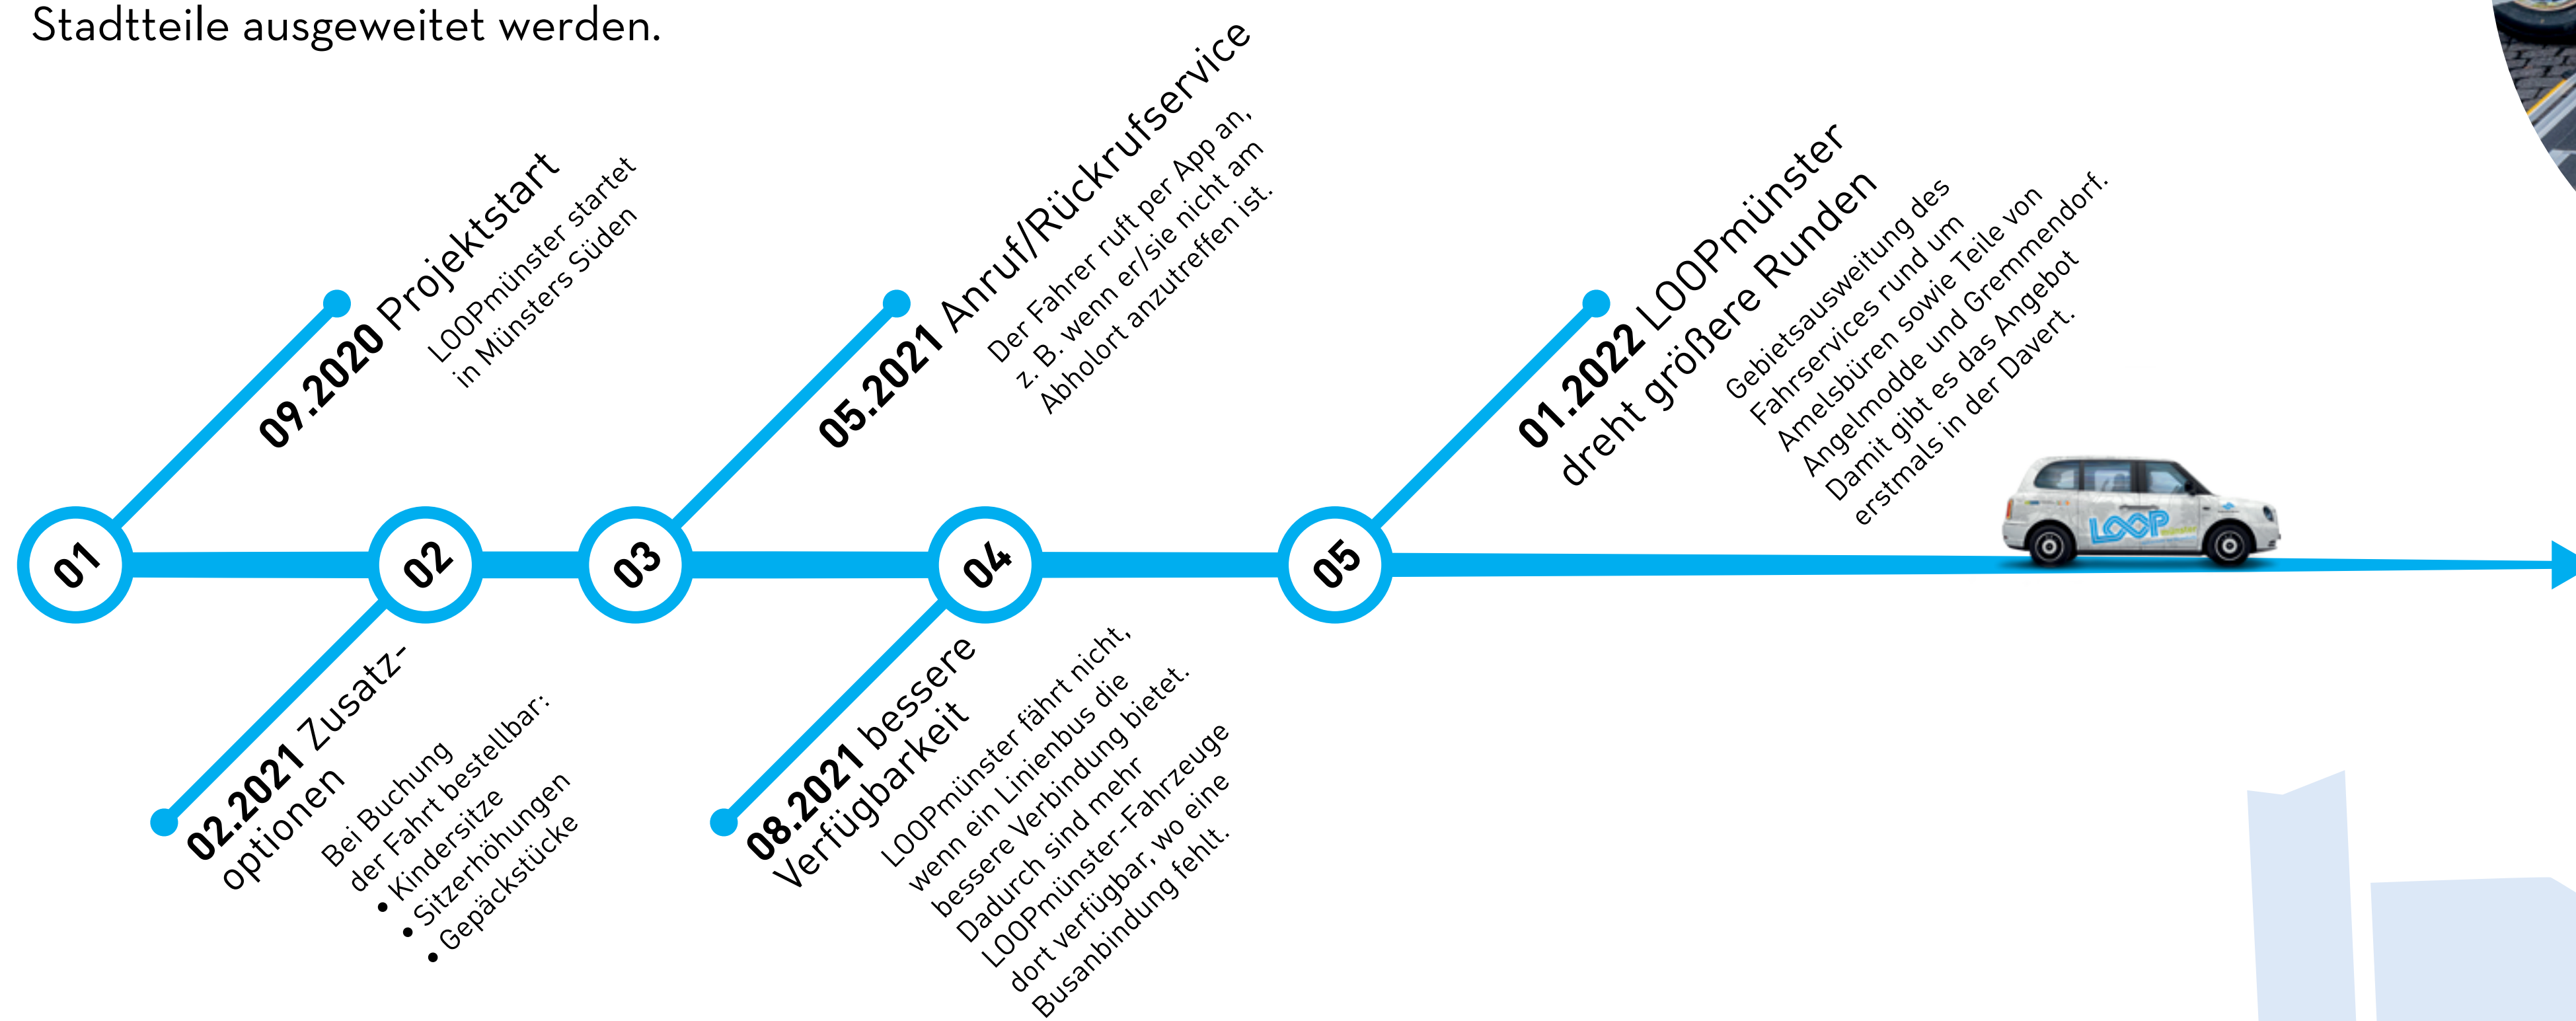 Stadtteile ausgeweitet werden.
01
09.2020 Projektstart
LOOPmünster startet
in Münsters Süden
02
02.2021 Zusatz-
optionen
Bei Buchung
der Fahrt bestellbar:
• Kindersitze
• Sitzerhöhungen
• Gepäckstücke
03
05.2021 Anruf/Rückrufservice
Der Fahrer ruft per App an,
z. B. wenn er/sie nicht am
Abholort anzutreffen ist.
04
08.2021 bessere
Verfügbarkeit
LOOPmünster fährt nicht,
wenn ein Linienbus die
bessere Verbindung bietet.
Dadurch sind mehr
LOOPmünster-Fahrzeuge
dort verfügbar, wo eine
Busanbindung fehlt.
05
01.2022 LOOPmünster
dreht größere Runden
Gebietsausweitung des
Fahrservices rund um
Amelsbüren sowie Teile von
Angelmodde und Gremmendorf.
Damit gibt es das Angebot
erstmals in der Davert.
LOOP